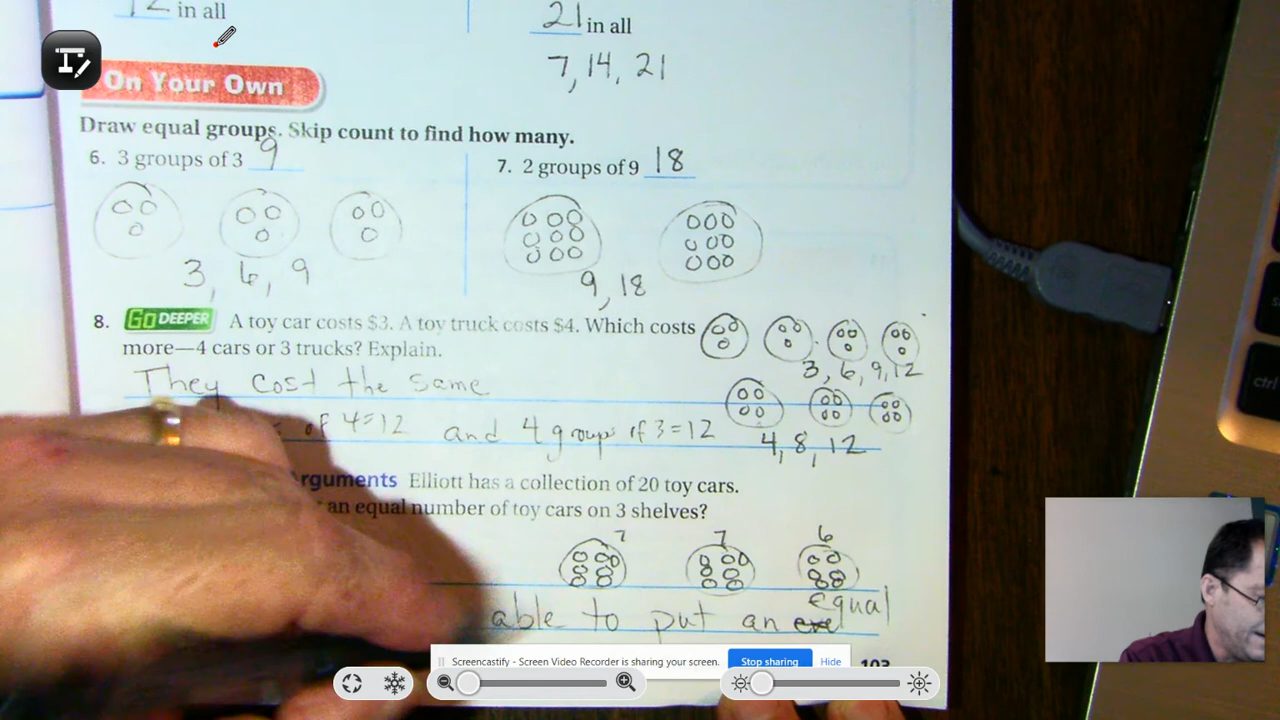 12 in all
21 in all
7, 14, 21
On Your Own
Draw equal groups. Skip count to find how many.
6. 3 groups of 3 9
7. 2 groups of 9 18
3, 6, 9
9, 18
8. GO DEEPER A toy car costs $3. A toy truck costs $4. Which costs
more—4 cars or 3 trucks? Explain.
3, 6, 9, 12
They cost the same
of 4=12 and 4 groups of 3=12
4, 8, 12
Arguments Elliott has a collection of 20 toy cars.
an equal number of toy cars on 3 shelves?
7 7 6
able to put an equal
Screencastify - Screen Video Recorder is sharing your screen. Stop sharing Hide
103
ctrl